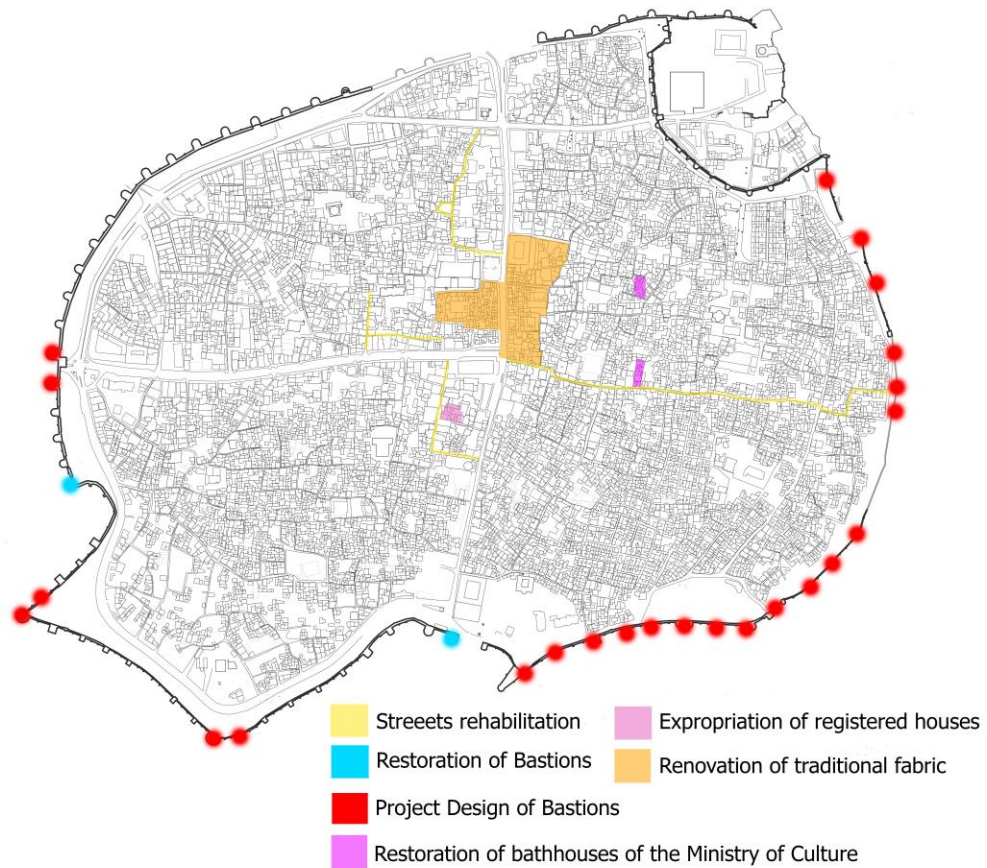 Streeets rehabilitation
Expropriation of registered houses
Restoration of Bastions
Renovation of traditional fabric
Project Design of Bastions
Restoration of bathhouses of the Ministry of Culture